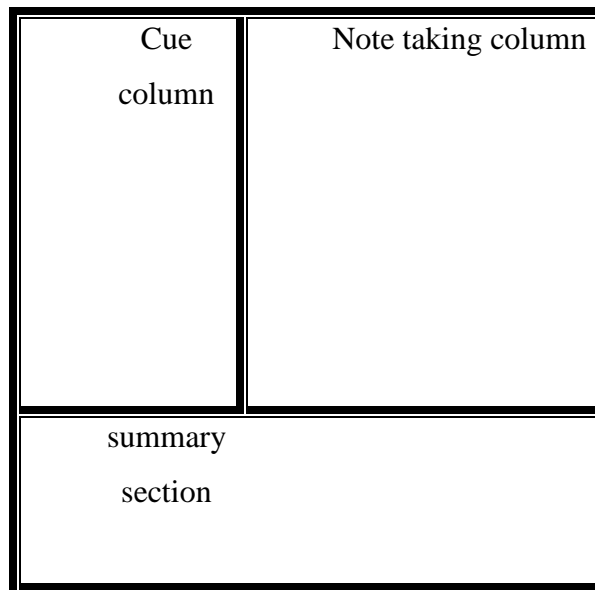 Cue
column
Note taking column
summary
section